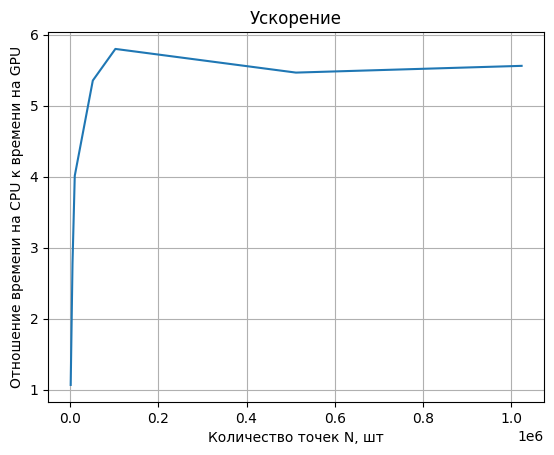 Ускорение
Отношение времени на CPU к времени на GPU
6
5
4
3
2
1
0.0 0.2 0.4 0.6 0.8 1.0
1e6
Количество точек N, шт